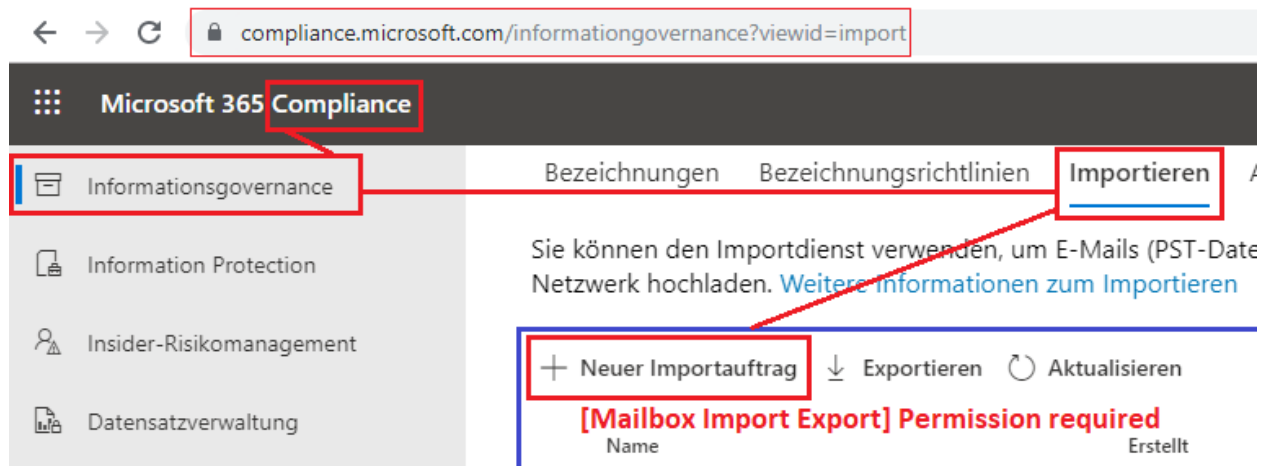 compliance.microsoft.com/informationgovernance?viewid=import
Microsoft 365 Compliance
Informationsgovernance
Information Protection
Insider-Risikomanagement
Datensatzverwaltung
Bezeichnungen Bezeichnungsrichtlinien Importieren A
Sie können den Importdienst verwenden, um E-Mails (PST-Date
Netzwerk hochladen. Weitere Informationen zum Importieren
+ Neuer Importauftrag Exportieren Aktualisieren
[Mailbox Import Export] Permission required
Name Erstellt